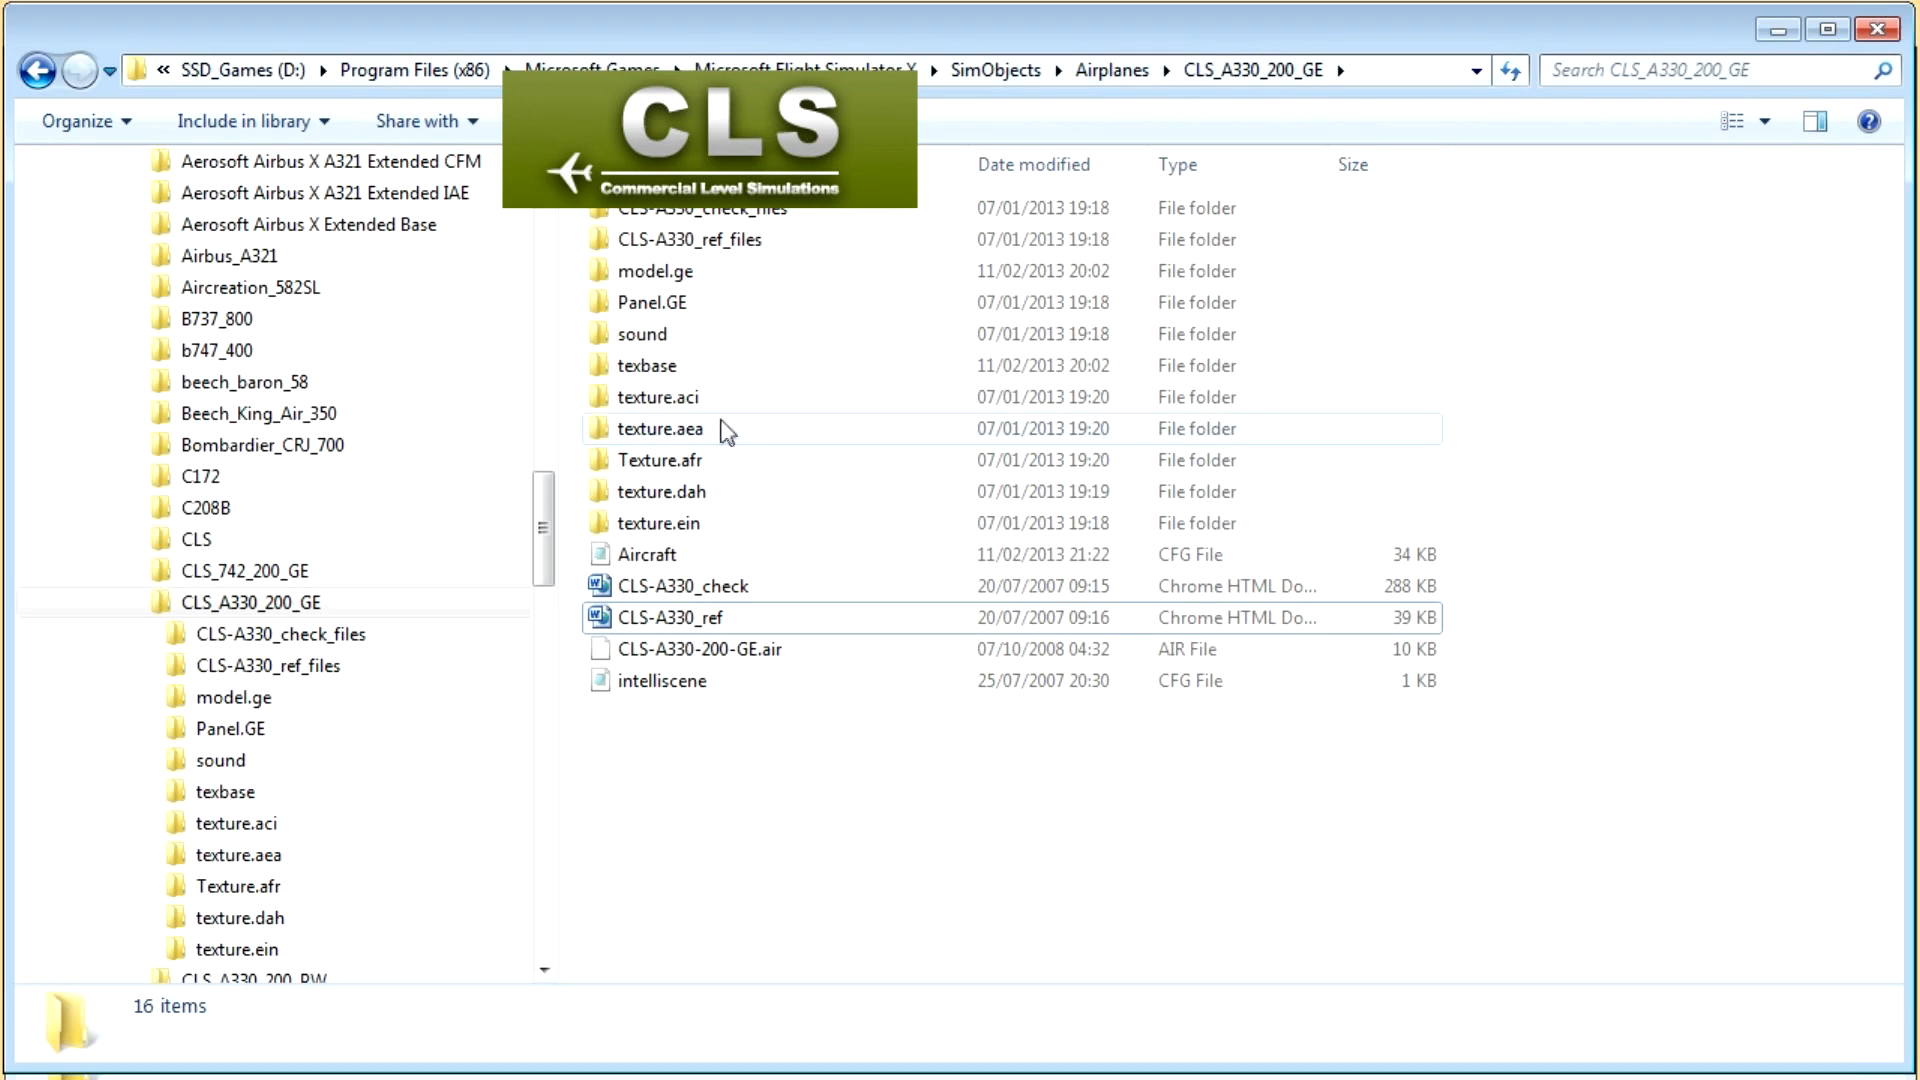 « SSD_Games (D:) Program Files (x86) Microsoft Games Microsoft Flight Simulator X SimObjects Airplanes CLS_A330_200_GE
Search CLS_A330_200_GE
Organize Include in library Share with
CLS
Commercial Level Simulations
Aerosoft Airbus X A321 Extended CFM
Aerosoft Airbus X A321 Extended IAE
Aerosoft Airbus X Extended Base
Airbus_A321
Aircreation_582SL
B737_800
b747_400
beech_baron_58
Beech_King_Air_350
Bombardier_CRJ_700
C172
C208B
CLS
CLS_742_200_GE
CLS_A330_200_GE
CLS-A330_check_files
CLS-A330_ref_files
model.ge
Panel.GE
sound
texbase
texture.aci
texture.aea
Texture.afr
texture.dah
texture.ein
CLS_A330_200_RW
Date modified Type Size
CLS-A330_check_files 07/01/2013 19:18 File folder
CLS-A330_ref_files 07/01/2013 19:18 File folder
model.ge 11/02/2013 20:02 File folder
Panel.GE 07/01/2013 19:18 File folder
sound 07/01/2013 19:18 File folder
texbase 11/02/2013 20:02 File folder
texture.aci 07/01/2013 19:20 File folder
texture.aea 07/01/2013 19:20 File folder
Texture.afr 07/01/2013 19:20 File folder
texture.dah 07/01/2013 19:19 File folder
texture.ein 07/01/2013 19:18 File folder
Aircraft 11/02/2013 21:22 CFG File 34 KB
CLS-A330_check 20/07/2007 09:15 Chrome HTML Do... 288 KB
CLS-A330_ref 20/07/2007 09:16 Chrome HTML Do... 39 KB
CLS-A330-200-GE.air 07/10/2008 04:32 AIR File 10 KB
intelliscene 25/07/2007 20:30 CFG File 1 KB
16 items